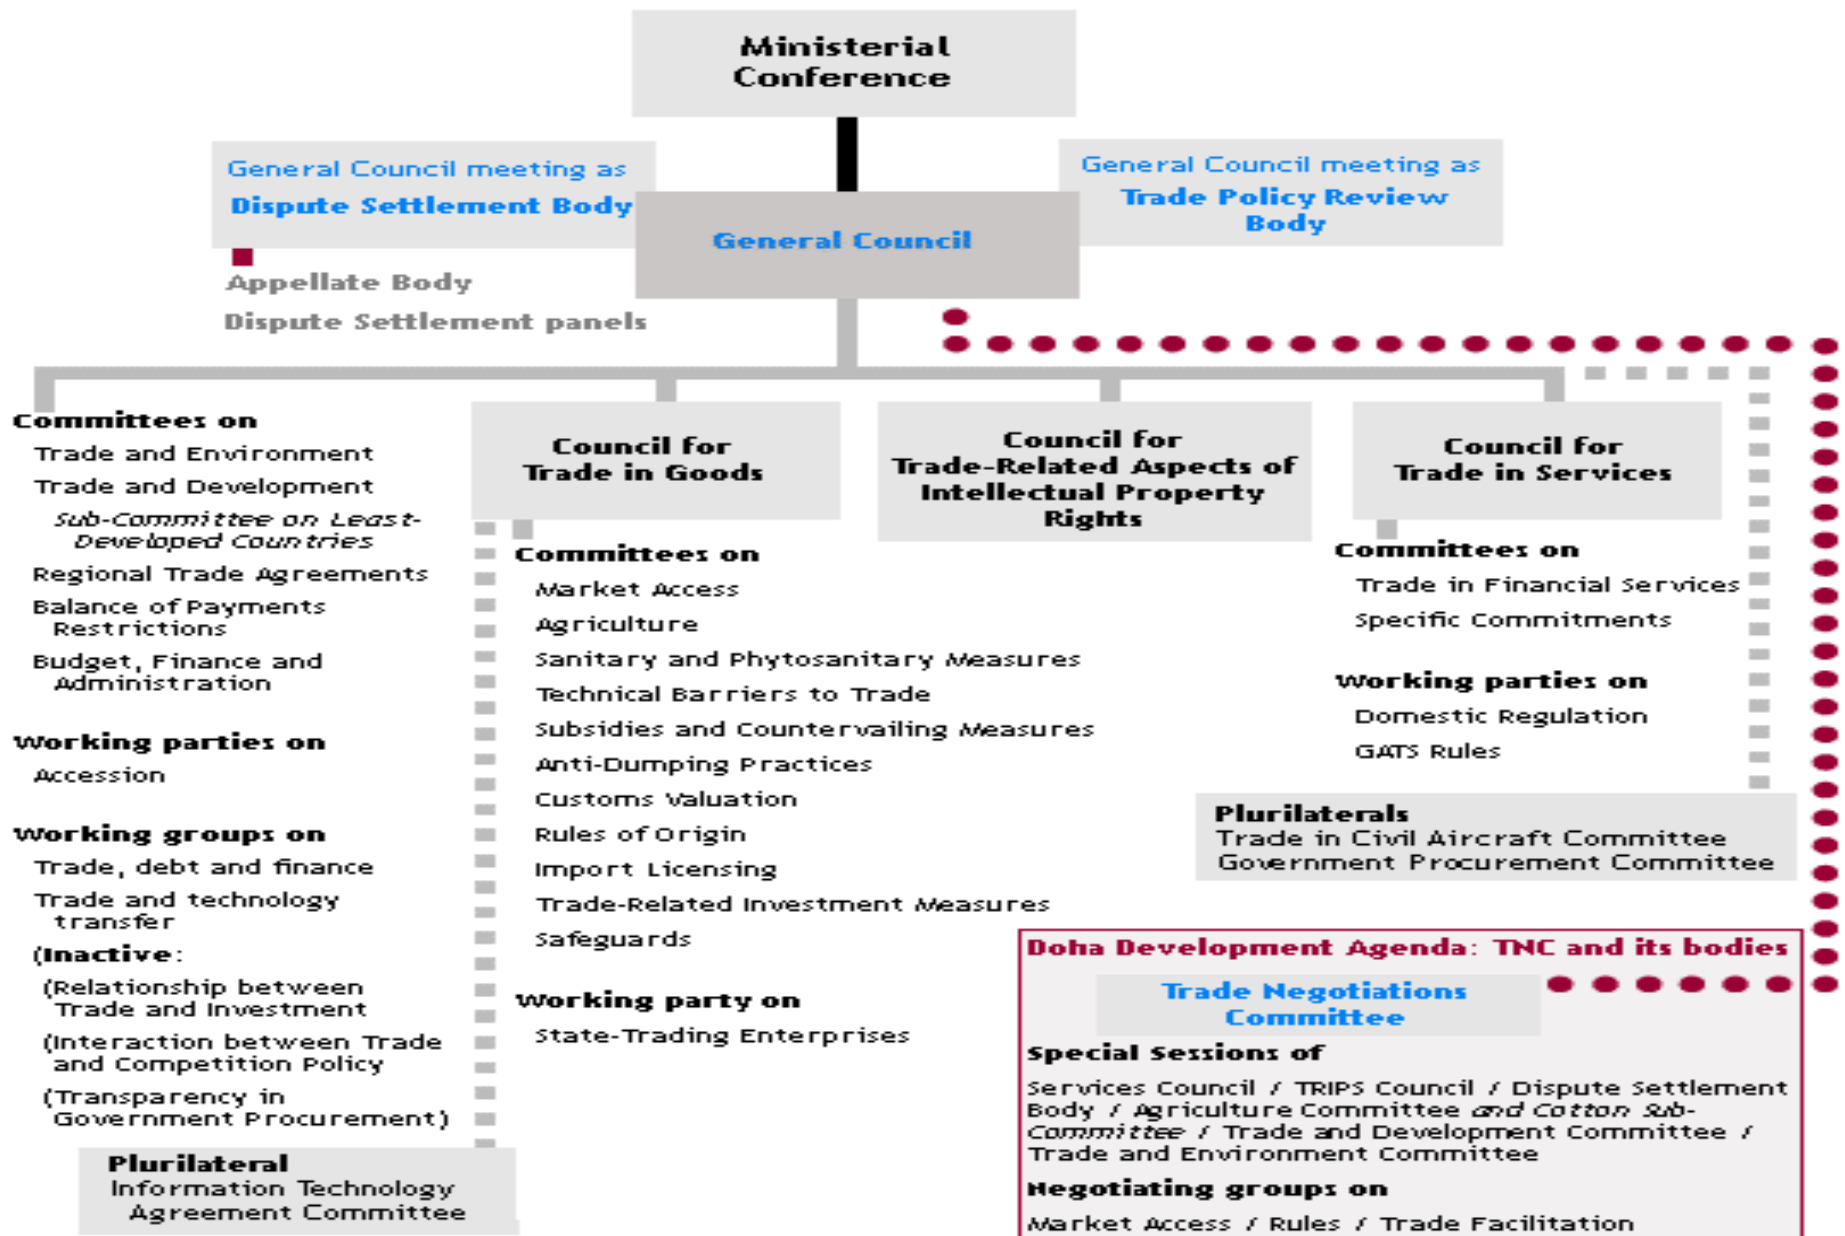 Ministerial
Conference
General Council meeting as
Dispute Settlement Body
General Council meeting as
Trade Policy Review
Body
General Council
Appellate Body
Dispute Settlement panels
Committees on
Trade and Environment
Trade and Development
Sub-Committee on Least-
Developed Countries
Regional Trade Agreements
Balance of Payments
Restrictions
Budget, Finance and
Administration
Working parties on
Accession
Working groups on
Trade, debt and finance
Trade and technology
transfer
(Inactive:
(Relationship between
Trade and Investment
(Interaction between Trade
and Competition Policy
(Transparency in
Government Procurement)
Plurilateral
Information Technology
Agreement Committee
Council for
Trade in Goods
Committees on
Market Access
Agriculture
Sanitary and Phytosanitary Measures
Technical Barriers to Trade
Subsidies and Countervailing Measures
Anti-Dumping Practices
Customs Valuation
Rules of Origin
Import Licensing
Trade-Related Investment Measures
Safeguards
Working party on
State-Trading Enterprises
Council for
Trade-Related Aspects of
Intellectual Property
Rights
Council for
Trade in Services
Committees on
Trade in Financial Services
Specific Commitments
Working parties on
Domestic Regulation
GATS Rules
Plurilaterals
Trade in Civil Aircraft Committee
Government Procurement Committee
Doha Development Agenda: TNC and its bodies
Trade Negotiations
Committee
Special Sessions of
Services Council / TRIPS Council / Dispute Settlement
Body / Agriculture Committee and Cotton Sub-
Committee / Trade and Development Committee /
Trade and Environment Committee
Negotiating groups on
Market Access / Rules / Trade Facilitation